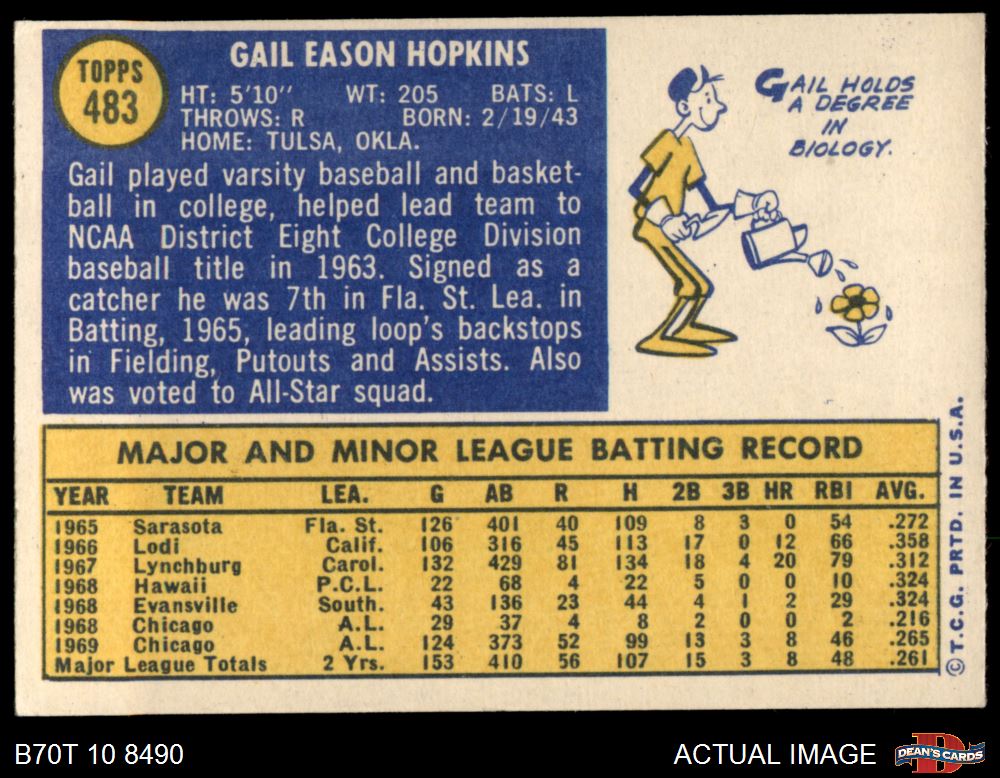 TOPPS
483
GAIL EASON HOPKINS
HT: 5'10'' WT: 205 BATS: L
THROWS: R BORN: 2/19/43
HOME: TULSA, OKLA.
Gail played varsity baseball and basket-
ball in college, helped lead team to
NCAA District Eight College Division
baseball title in 1963. Signed as a
catcher he was 7th in Fla. St. Lea. in
Batting, 1965, leading loop's backstops
in Fielding, Putouts and Assists. Also
was voted to All-Star squad.
GAIL HOLDS
A DEGREE
IN
BIOLOGY.
MAJOR AND MINOR LEAGUE BATTING RECORD
YEAR TEAM LEA. G AB R H 2B 3B HR RBI AVG.
1965 Sarasota Fla. St. 126 401 40 109 8 3 0 54 .272
1966 Lodi Calif. 106 316 45 113 17 0 12 66 .358
1967 Lynchburg Carol. 132 429 81 134 18 4 20 79 .312
1968 Hawaii P.C.L. 22 68 4 22 5 0 0 10 .324
1968 Evansville South. 43 136 23 44 4 1 2 29 .324
1968 Chicago A.L. 29 37 4 8 2 0 0 2 .216
1969 Chicago A.L. 124 373 52 99 13 3 8 46 .265
Major League Totals 2 Yrs. 153 410 56 107 15 3 8 48 .261
©T.C.G. PRTD. IN U.S.A.
B70T 10 8490
ACTUAL IMAGE
D
DEAN'S CARDS